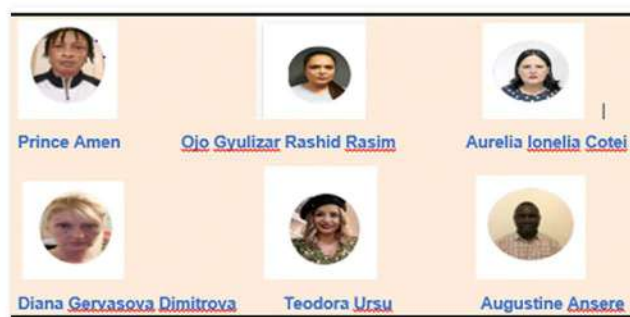 Prince Amen Ojo Gyulizar Rashid Rasim Aurelia Ionelia Cotei
Diana Gervasova Dimitrova Teodora Ursu Augustine Ansere